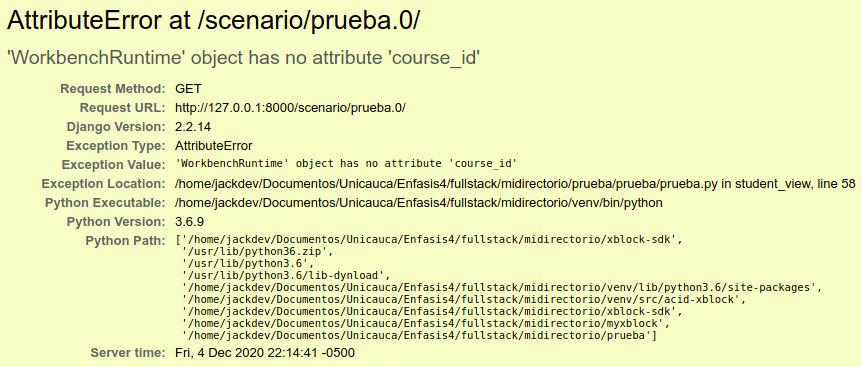 AttributeError at /scenario/prueba.0/
'WorkbenchRuntime' object has no attribute 'course_id'
Request Method: GET
Request URL: http://127.0.0.1:8000/scenario/prueba.0/
Django Version: 2.2.14
Exception Type: AttributeError
Exception Value: 'WorkbenchRuntime' object has no attribute 'course_id'
Exception Location: /home/jackdev/Documentos/Unicauca/Enfasis4/fullstack/midirectorio/prueba/prueba/prueba.py in student_view, line 58
Python Executable: /home/jackdev/Documentos/Unicauca/Enfasis4/fullstack/midirectorio/venv/bin/python
Python Version: 3.6.9
Python Path: ['/home/jackdev/Documentos/Unicauca/Enfasis4/fullstack/midirectorio/xblock-sdk',
'/usr/lib/python36.zip',
'/usr/lib/python3.6',
'/usr/lib/python3.6/lib-dynload',
'/home/jackdev/Documentos/Unicauca/Enfasis4/fullstack/midirectorio/venv/lib/python3.6/site-packages',
'/home/jackdev/Documentos/Unicauca/Enfasis4/fullstack/midirectorio/venv/src/acid-xblock',
'/home/jackdev/Documentos/Unicauca/Enfasis4/fullstack/midirectorio/xblock-sdk',
'/home/jackdev/Documentos/Unicauca/Enfasis4/fullstack/midirectorio/myxblock',
'/home/jackdev/Documentos/Unicauca/Enfasis4/fullstack/midirectorio/prueba']
Server time: Fri, 4 Dec 2020 22:14:41 -0500